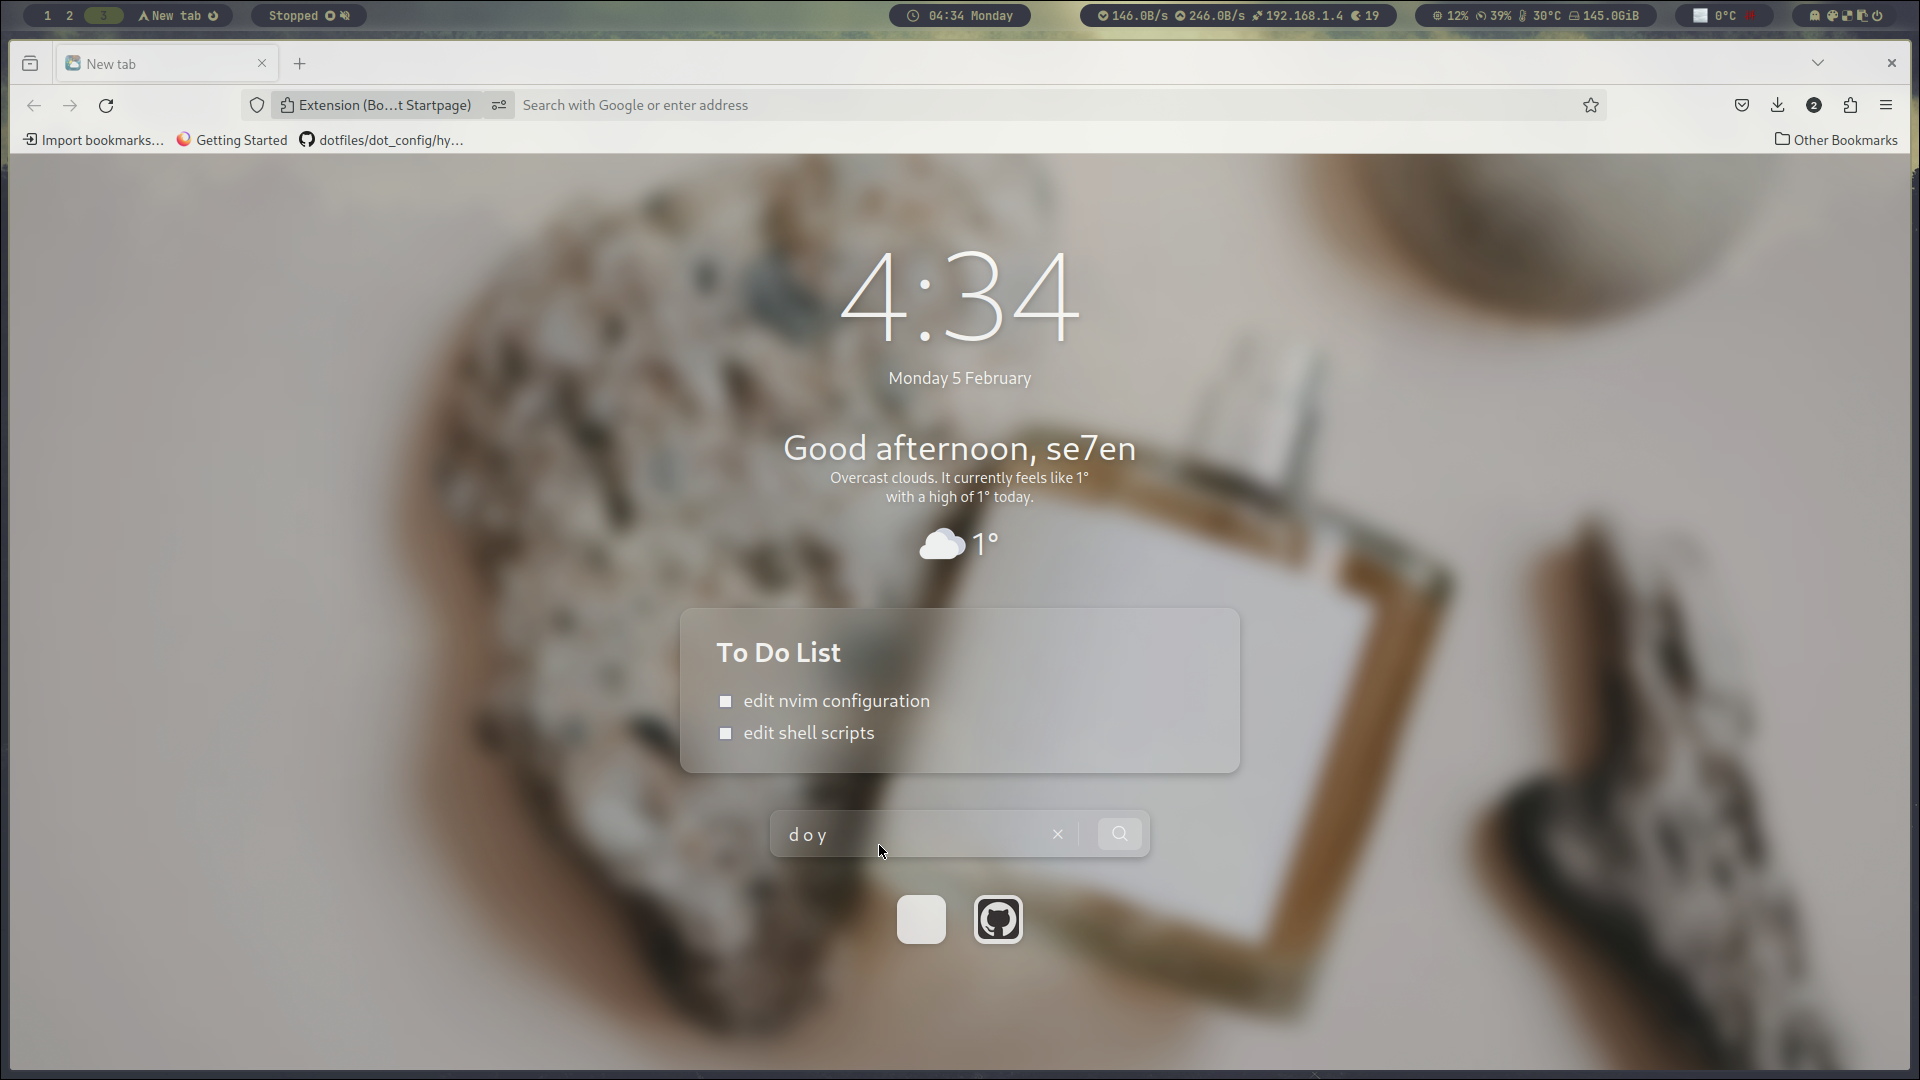 1 2 3 New tab Stopped 04:34 Monday 146.0B/s 246.0B/s 192.168.1.4 19 12% 39% 30°C 145.0GiB 0°C
New tab
Extension (Bo…t Startpage) Search with Google or enter address 2
Import bookmarks… Getting Started dotfiles/dot_config/hy… Other Bookmarks
4:34
Monday 5 February
Good afternoon, se7en
Overcast clouds. It currently feels like 1°
with a high of 1° today.
1°
To Do List
edit nvim configuration
edit shell scripts
d o y